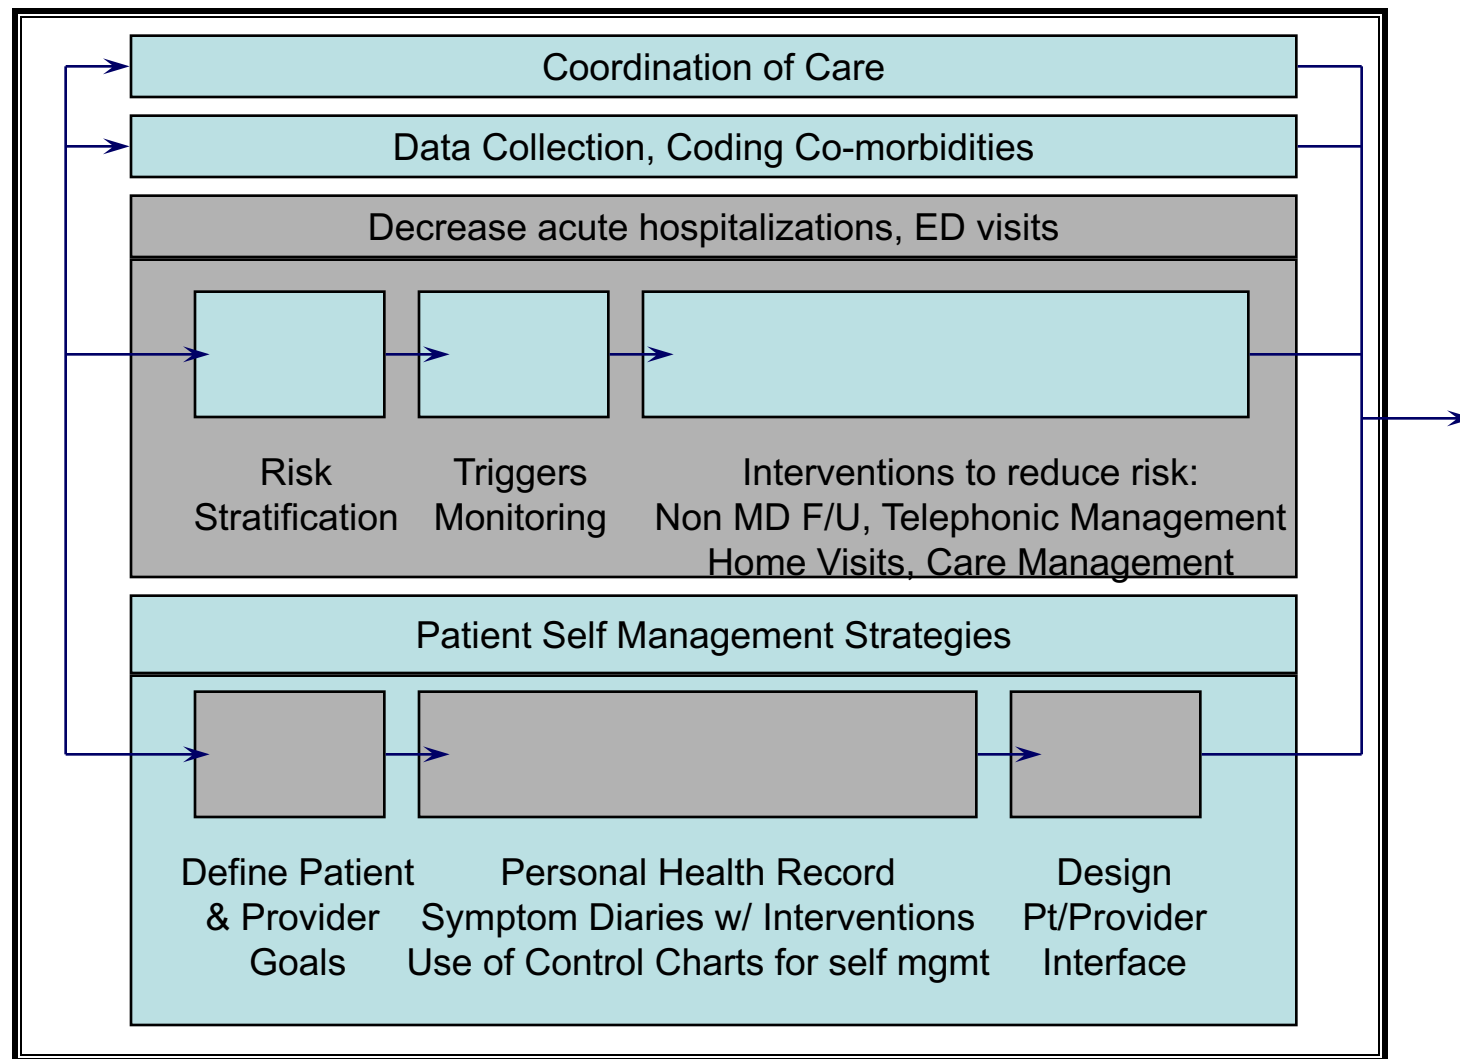 Coordination of Care
Data Collection, Coding Co-morbidities
Decrease acute hospitalizations, ED visits
Risk
Stratification
Triggers
Monitoring
Interventions to reduce risk:
Non MD F/U, Telephonic Management
Home Visits, Care Management
Patient Self Management Strategies
Define Patient
& Provider
Goals
Personal Health Record
Symptom Diaries w/ Interventions
Use of Control Charts for self mgmt
Design
Pt/Provider
Interface